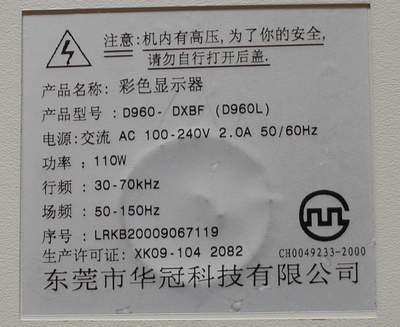 注意:机内有高压,为了你的安全,
请勿自行打开后盖.
产品名称: 彩色显示器
产品型号: D960- DXBF (D960L)
电源:交流 AC 100-240V 2.0A 50/60Hz
功率: 110W
行频: 30-70kHz
场频: 50-150Hz
序号: LRKB20009067119
生产许可证: XK09-104 2082
CH0049233-2000
东莞市华冠科技有限公司